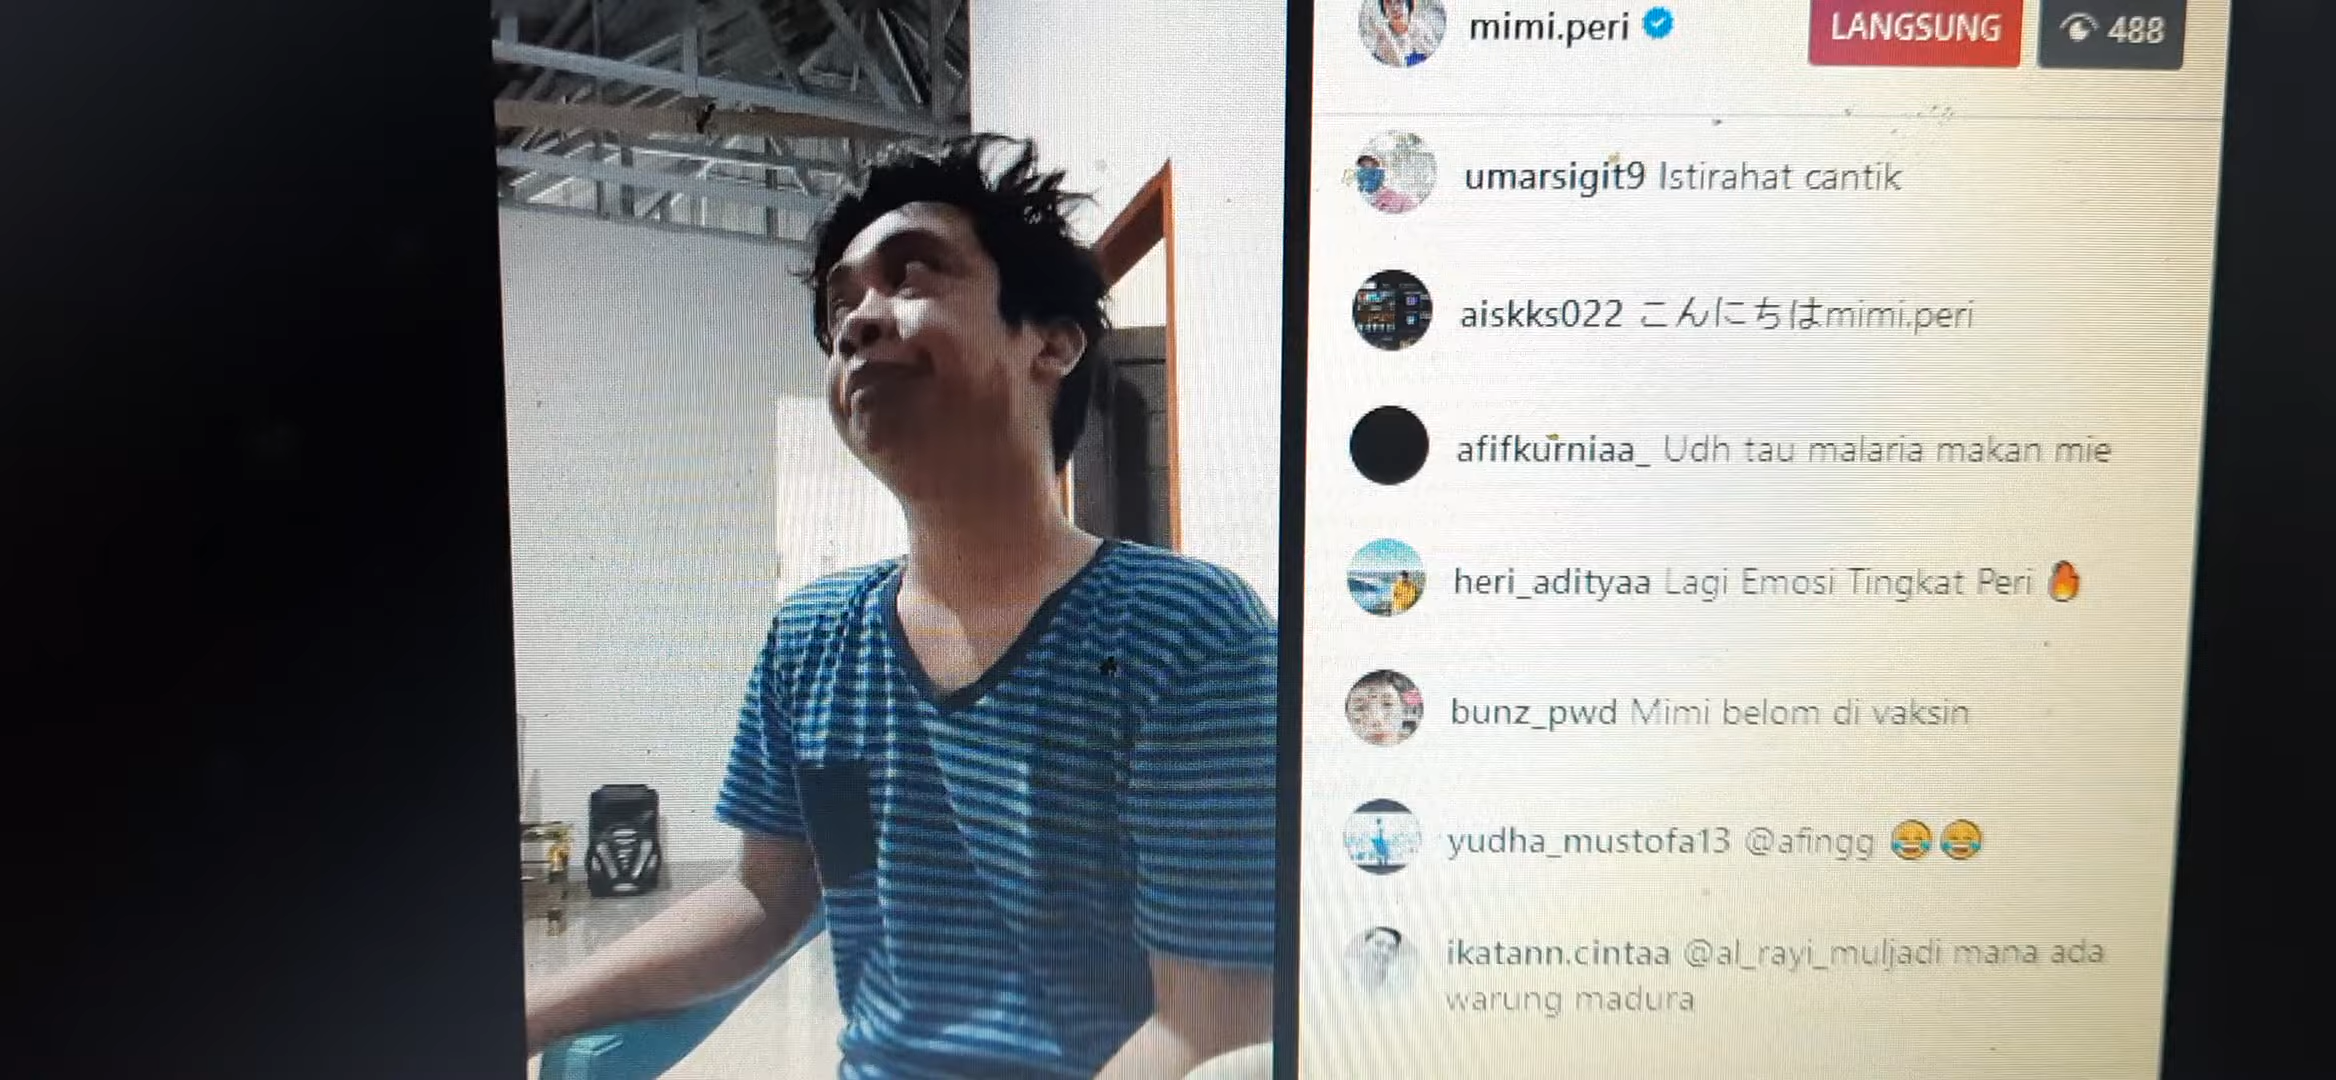 mimi.peri
LANGSUNG
488
umarsigit9 Istirahat cantik
aiskks022 こんにちはmimi.peri
afifkurniaa_ Udh tau malaria makan mie
heri_adityaa Lagi Emosi Tingkat Peri 🔥
bunz_pwd Mimi belom di vaksin
yudha_mustofa13 @afingg 😂😂
ikatann.cintaa @al_rayi_muljadi mana ada
warung madura